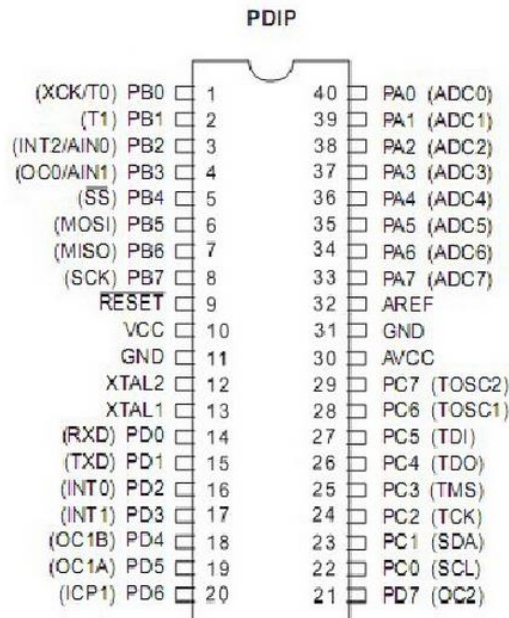 PDIP
(XCK/T0) PB0 1 40 PA0 (ADC0)
(T1) PB1 2 39 PA1 (ADC1)
(INT2/AIN0) PB2 3 38 PA2 (ADC2)
(OC0/AIN1) PB3 4 37 PA3 (ADC3)
(SS) PB4 5 36 PA4 (ADC4)
(MOSI) PB5 6 35 PA5 (ADC5)
(MISO) PB6 7 34 PA6 (ADC6)
(SCK) PB7 8 33 PA7 (ADC7)
RESET 9 32 AREF
VCC 10 31 GND
GND 11 30 AVCC
XTAL2 12 29 PC7 (TOSC2)
XTAL1 13 28 PC6 (TOSC1)
(RXD) PD0 14 27 PC5 (TDI)
(TXD) PD1 15 26 PC4 (TDO)
(INT0) PD2 16 25 PC3 (TMS)
(INT1) PD3 17 24 PC2 (TCK)
(OC1B) PD4 18 23 PC1 (SDA)
(OC1A) PD5 19 22 PC0 (SCL)
(ICP1) PD6 20 21 PD7 (OC2)